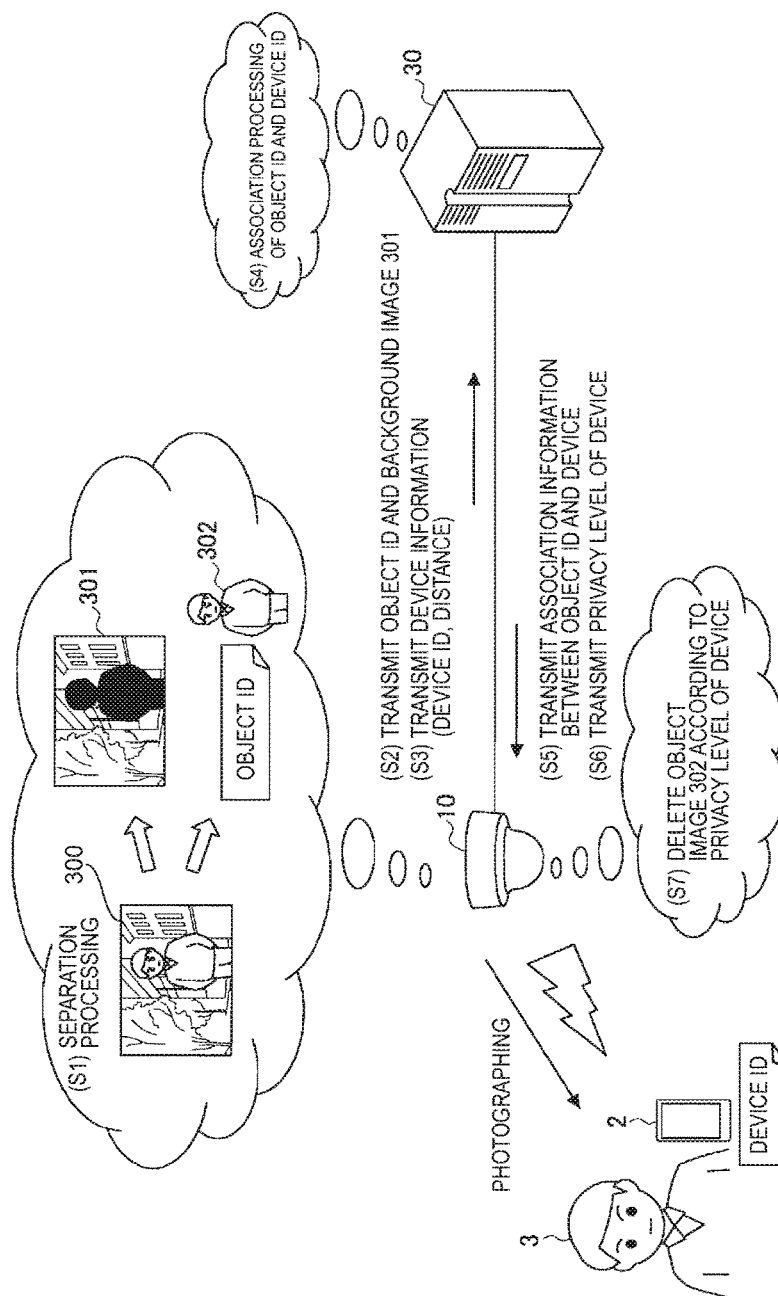 (S1) SEPARATION
PROCESSING
300
301
302
OBJECT ID
(S4) ASSOCIATION PROCESSING
OF OBJECT ID AND DEVICE ID
30
(S2) TRANSMIT OBJECT ID AND BACKGROUND IMAGE 301
(S3) TRANSMIT DEVICE INFORMATION
(DEVICE ID, DISTANCE)
10
(S5) TRANSMIT ASSOCIATION INFORMATION
BETWEEN OBJECT ID AND DEVICE
(S6) TRANSMIT PRIVACY LEVEL OF DEVICE
PHOTOGRAPHING
3
2
DEVICE ID
(S7) DELETE OBJECT
IMAGE 302 ACCORDING TO
PRIVACY LEVEL OF DEVICE